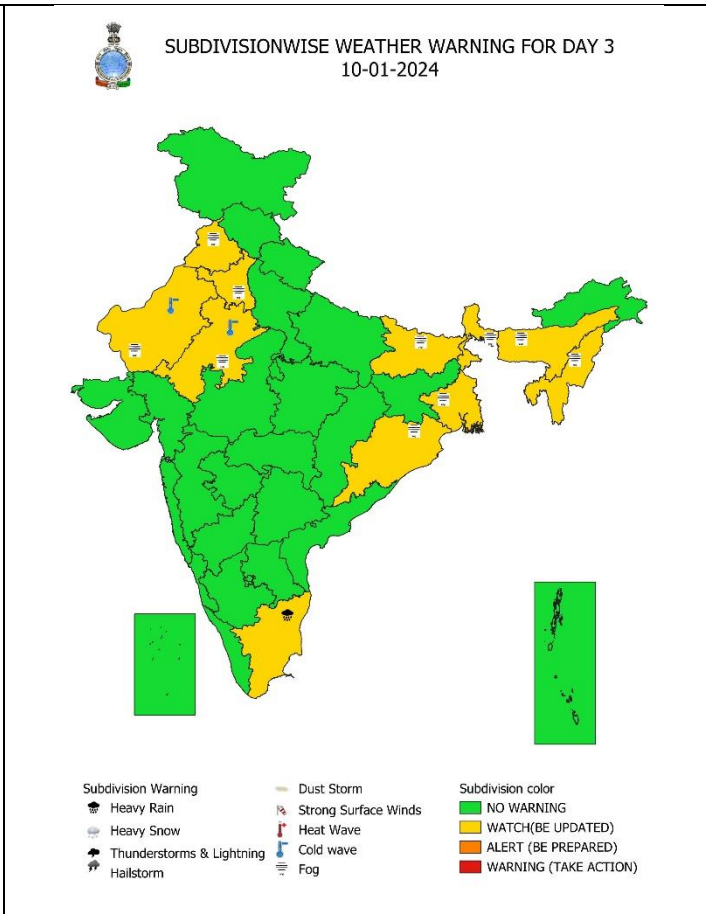 SUBDIVISIONWISE WEATHER WARNING FOR DAY 3
10-01-2024
Subdivision Warning
Heavy Rain
Heavy Snow
Thunderstorms & Lightning
Hailstorm
Dust Storm
Strong Surface Winds
Heat Wave
Cold wave
Fog
Subdivision color
NO WARNING
WATCH(BE UPDATED)
ALERT (BE PREPARED)
WARNING (TAKE ACTION)